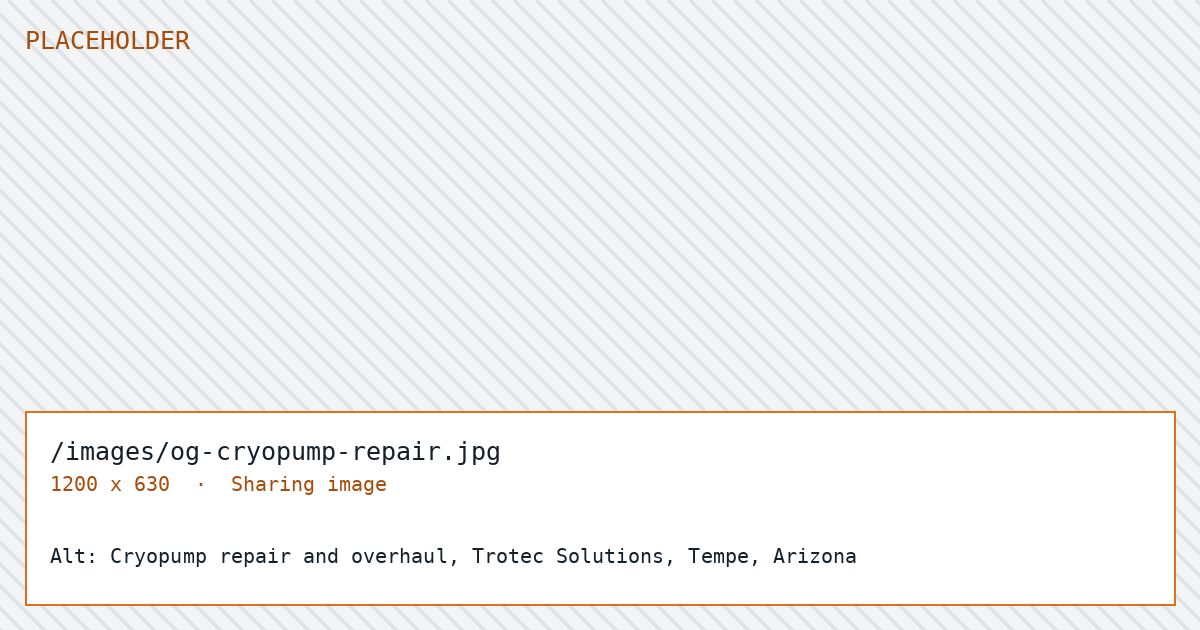 PLACEHOLDER
/images/og-cryopump-repair.jpg
1200 x 630 · Sharing image
Alt: Cryopump repair and overhaul, Trotec Solutions, Tempe, Arizona